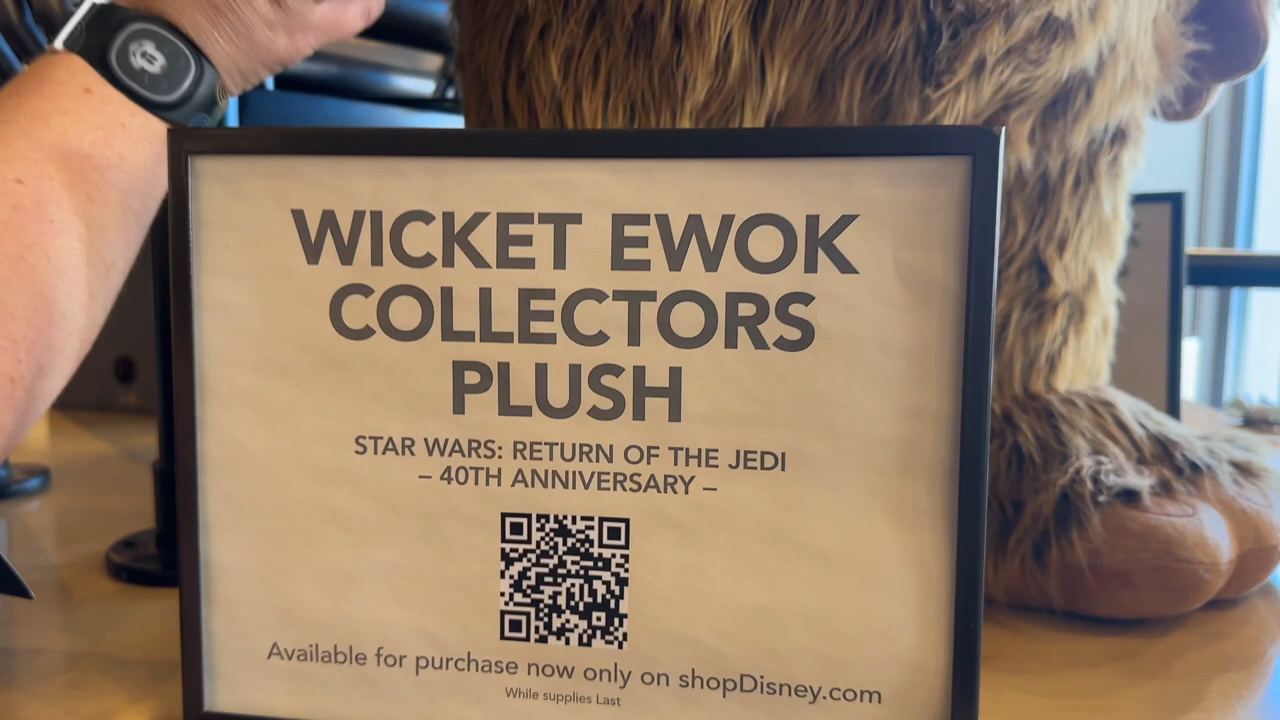 WICKET EWOK
COLLECTORS
PLUSH
STAR WARS: RETURN OF THE JEDI
– 40TH ANNIVERSARY –
Available for purchase now only on shopDisney.com
While supplies Last